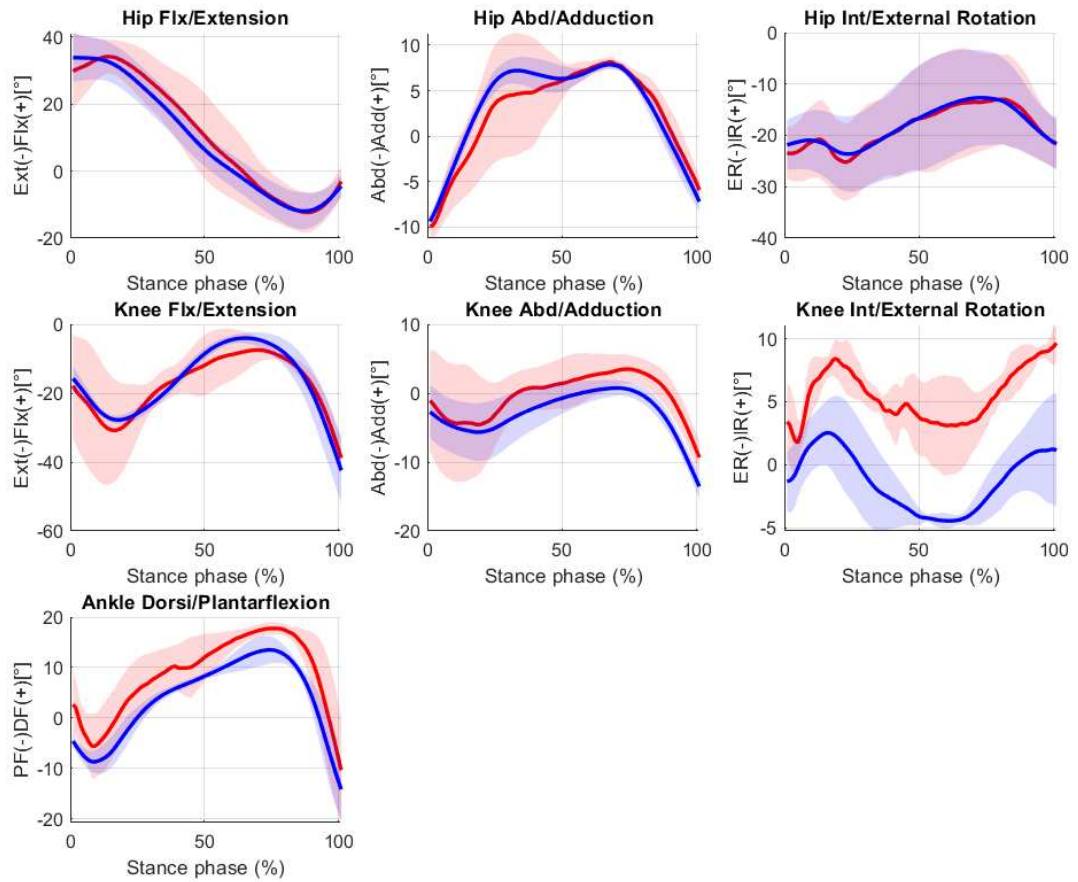 Hip Flx/Extension
Ext(-)Flx(+)[°]
40
20
0
-20
0
50
100
Stance phase (%)
Hip Abd/Adduction
Abd(-)Add(+)[°]
10
5
0
-5
-10
0
50
100
Stance phase (%)
Hip Int/External Rotation
ER(-)IR(+)[°]
0
-10
-20
-30
-40
0
50
100
Stance phase (%)
Knee Flx/Extension
Ext(-)Flx(+)[°]
0
-20
-40
-60
0
50
100
Stance phase (%)
Knee Abd/Adduction
Abd(-)Add(+)[°]
10
0
-10
-20
0
50
100
Stance phase (%)
Knee Int/External Rotation
ER(-)IR(+)[°]
10
5
0
-5
0
50
100
Stance phase (%)
Ankle Dorsi/Plantarflexion
PF(-)DF(+)[°]
20
10
0
-10
-20
0
50
100
Stance phase (%)